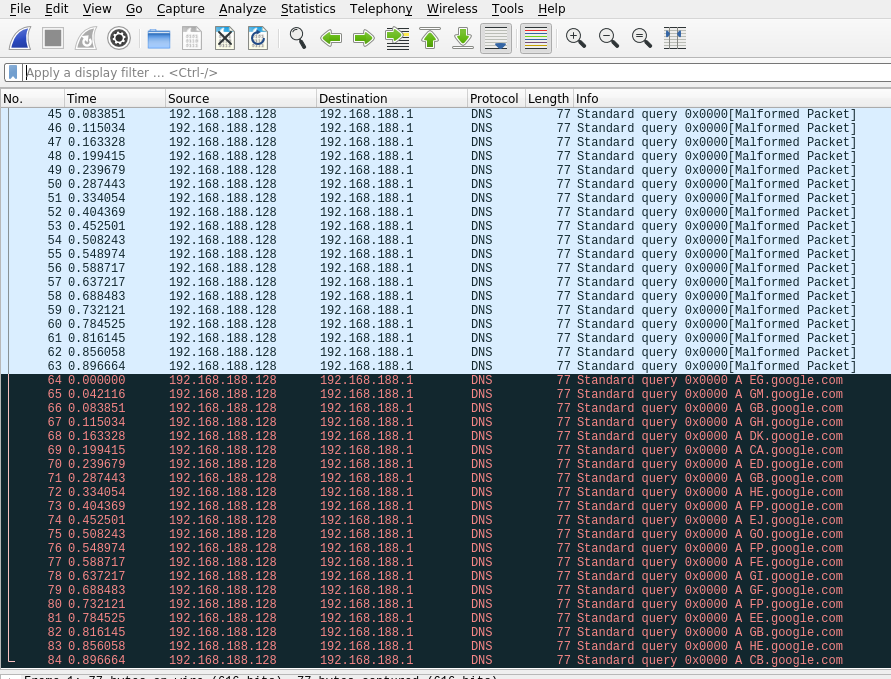 File Edit View Go Capture Analyze Statistics Telephony Wireless Tools Help
Apply a display filter ... <Ctrl-/>
No. Time Source Destination Protocol Length Info
45 0.083851 192.168.188.128 192.168.188.1 DNS 77 Standard query 0x0000[Malformed Packet]
46 0.115034 192.168.188.128 192.168.188.1 DNS 77 Standard query 0x0000[Malformed Packet]
47 0.163328 192.168.188.128 192.168.188.1 DNS 77 Standard query 0x0000[Malformed Packet]
48 0.199415 192.168.188.128 192.168.188.1 DNS 77 Standard query 0x0000[Malformed Packet]
49 0.239679 192.168.188.128 192.168.188.1 DNS 77 Standard query 0x0000[Malformed Packet]
50 0.287443 192.168.188.128 192.168.188.1 DNS 77 Standard query 0x0000[Malformed Packet]
51 0.334054 192.168.188.128 192.168.188.1 DNS 77 Standard query 0x0000[Malformed Packet]
52 0.404369 192.168.188.128 192.168.188.1 DNS 77 Standard query 0x0000[Malformed Packet]
53 0.452501 192.168.188.128 192.168.188.1 DNS 77 Standard query 0x0000[Malformed Packet]
54 0.508243 192.168.188.128 192.168.188.1 DNS 77 Standard query 0x0000[Malformed Packet]
55 0.548974 192.168.188.128 192.168.188.1 DNS 77 Standard query 0x0000[Malformed Packet]
56 0.588717 192.168.188.128 192.168.188.1 DNS 77 Standard query 0x0000[Malformed Packet]
57 0.637217 192.168.188.128 192.168.188.1 DNS 77 Standard query 0x0000[Malformed Packet]
58 0.688483 192.168.188.128 192.168.188.1 DNS 77 Standard query 0x0000[Malformed Packet]
59 0.732121 192.168.188.128 192.168.188.1 DNS 77 Standard query 0x0000[Malformed Packet]
60 0.784525 192.168.188.128 192.168.188.1 DNS 77 Standard query 0x0000[Malformed Packet]
61 0.816145 192.168.188.128 192.168.188.1 DNS 77 Standard query 0x0000[Malformed Packet]
62 0.856058 192.168.188.128 192.168.188.1 DNS 77 Standard query 0x0000[Malformed Packet]
63 0.896664 192.168.188.128 192.168.188.1 DNS 77 Standard query 0x0000[Malformed Packet]
64 0.000000 192.168.188.128 192.168.188.1 DNS 77 Standard query 0x0000 A EG.google.com
65 0.042116 192.168.188.128 192.168.188.1 DNS 77 Standard query 0x0000 A GM.google.com
66 0.083851 192.168.188.128 192.168.188.1 DNS 77 Standard query 0x0000 A GB.google.com
67 0.115034 192.168.188.128 192.168.188.1 DNS 77 Standard query 0x0000 A GH.google.com
68 0.163328 192.168.188.128 192.168.188.1 DNS 77 Standard query 0x0000 A DK.google.com
69 0.199415 192.168.188.128 192.168.188.1 DNS 77 Standard query 0x0000 A CA.google.com
70 0.239679 192.168.188.128 192.168.188.1 DNS 77 Standard query 0x0000 A ED.google.com
71 0.287443 192.168.188.128 192.168.188.1 DNS 77 Standard query 0x0000 A GB.google.com
72 0.334054 192.168.188.128 192.168.188.1 DNS 77 Standard query 0x0000 A HE.google.com
73 0.404369 192.168.188.128 192.168.188.1 DNS 77 Standard query 0x0000 A FP.google.com
74 0.452501 192.168.188.128 192.168.188.1 DNS 77 Standard query 0x0000 A EJ.google.com
75 0.508243 192.168.188.128 192.168.188.1 DNS 77 Standard query 0x0000 A GO.google.com
76 0.548974 192.168.188.128 192.168.188.1 DNS 77 Standard query 0x0000 A FP.google.com
77 0.588717 192.168.188.128 192.168.188.1 DNS 77 Standard query 0x0000 A FE.google.com
78 0.637217 192.168.188.128 192.168.188.1 DNS 77 Standard query 0x0000 A GI.google.com
79 0.688483 192.168.188.128 192.168.188.1 DNS 77 Standard query 0x0000 A GF.google.com
80 0.732121 192.168.188.128 192.168.188.1 DNS 77 Standard query 0x0000 A FP.google.com
81 0.784525 192.168.188.128 192.168.188.1 DNS 77 Standard query 0x0000 A EE.google.com
82 0.816145 192.168.188.128 192.168.188.1 DNS 77 Standard query 0x0000 A GB.google.com
83 0.856058 192.168.188.128 192.168.188.1 DNS 77 Standard query 0x0000 A HE.google.com
84 0.896664 192.168.188.128 192.168.188.1 DNS 77 Standard query 0x0000 A CB.google.com
Frame 1: 77 bytes on wire (616 bits), 77 bytes captured (616 bits)